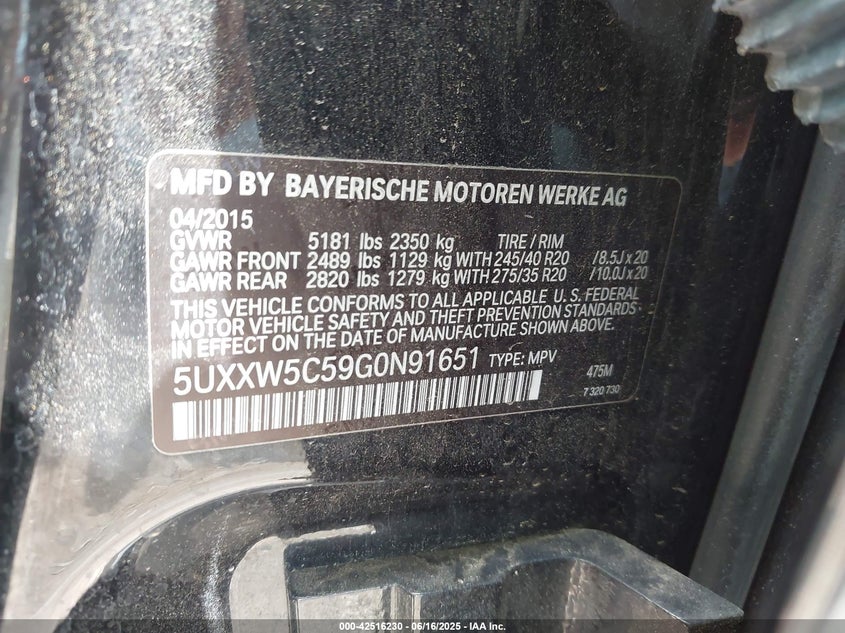 MFD BY BAYERISCHE MOTOREN WERKE AG
04/2015
GVWR 5181 lbs 2350 kg TIRE / RIM
GAWR FRONT 2489 lbs 1129 kg WITH 245/40 R20 /8.5J x 20
GAWR REAR 2820 lbs 1279 kg WITH 275/35 R20 /10.0J x 20
THIS VEHICLE CONFORMS TO ALL APPLICABLE U.S. FEDERAL
MOTOR VEHICLE SAFETY AND THEFT PREVENTION STANDARDS
IN EFFECT ON THE DATE OF MANUFACTURE SHOWN ABOVE.
5UXXW5C59G0N91651 TYPE: MPV 475M
7 320 730
000-42516230 - 06/16/2025 - IAA Inc.